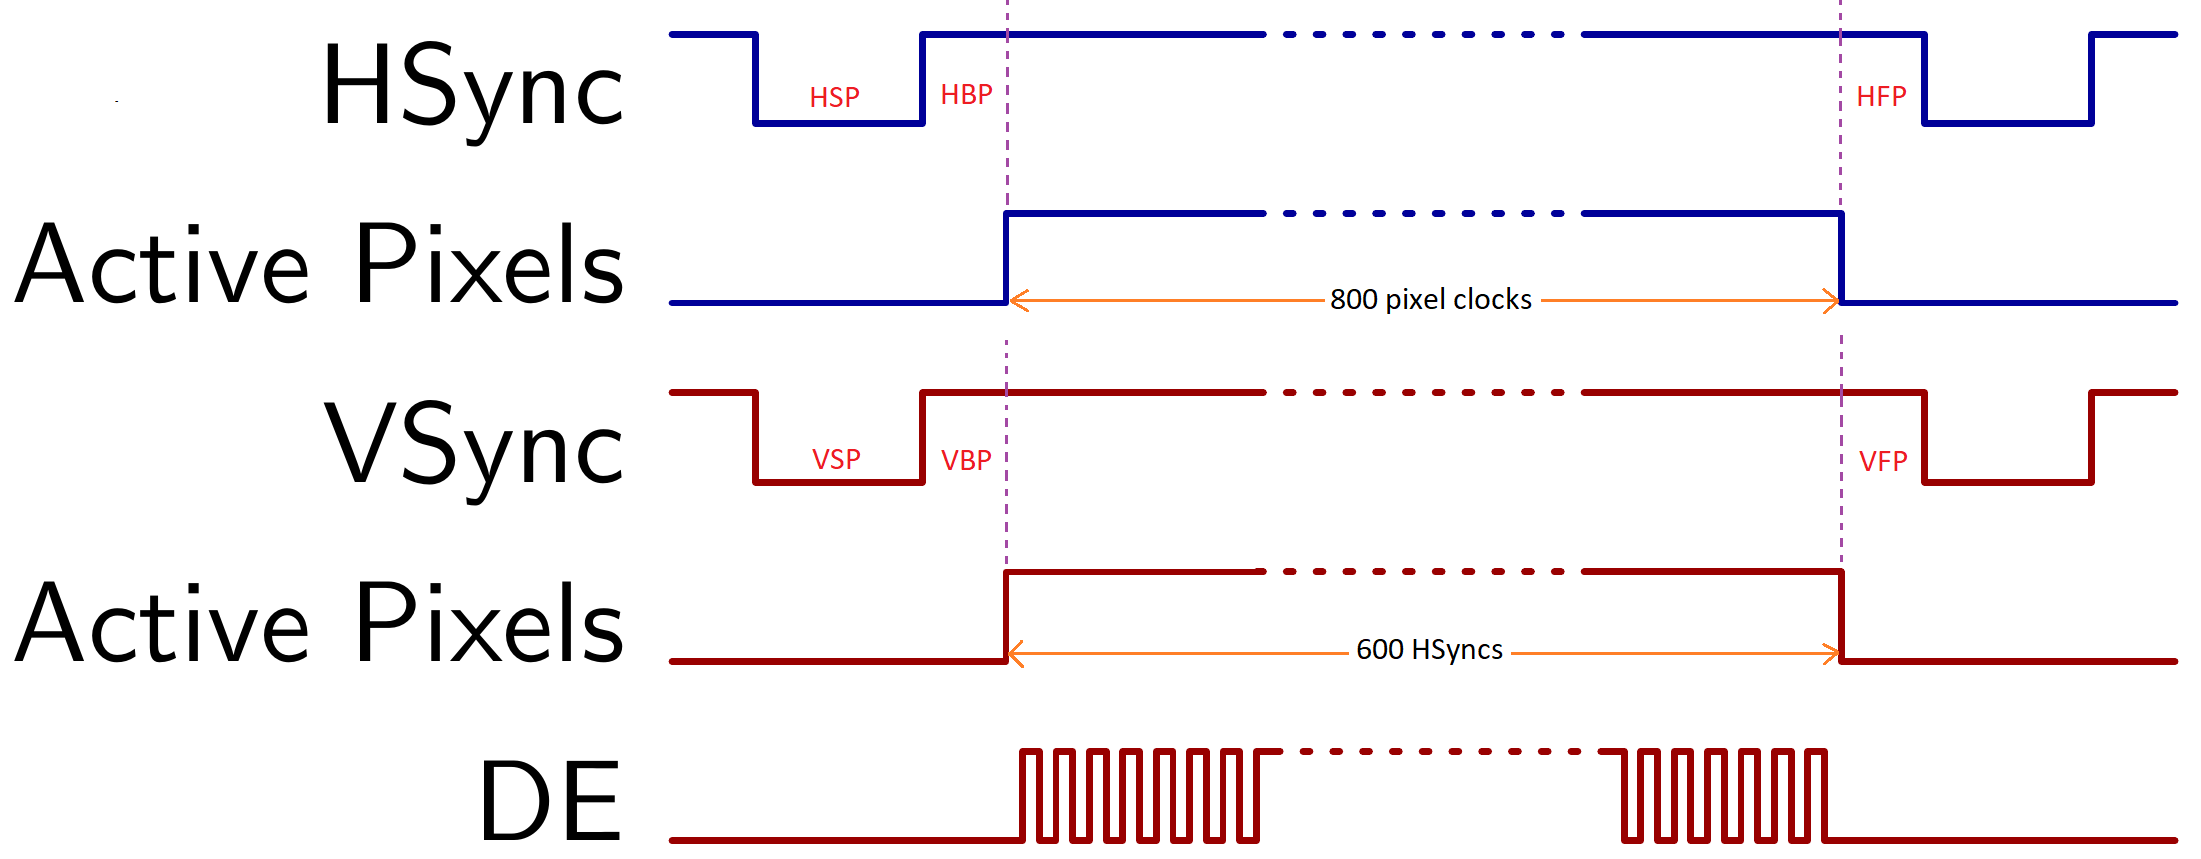 HSync
HSP
HBP
HFP
Active Pixels
800 pixel clocks
VSync
VSP
VBP
VFP
Active Pixels
600 HSyncs
DE